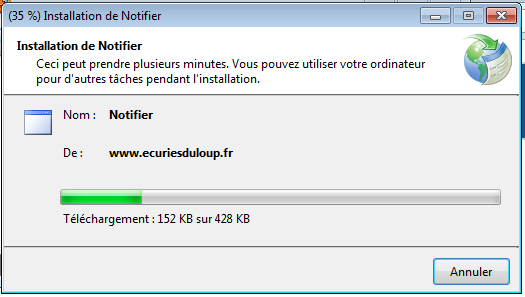 (35 %) Installation de Notifier
Installation de Notifier
Ceci peut prendre plusieurs minutes. Vous pouvez utiliser votre ordinateur
pour d'autres tâches pendant l'installation.
Nom : Notifier
De : www.ecuriesduloup.fr
Téléchargement : 152 KB sur 428 KB
Annuler